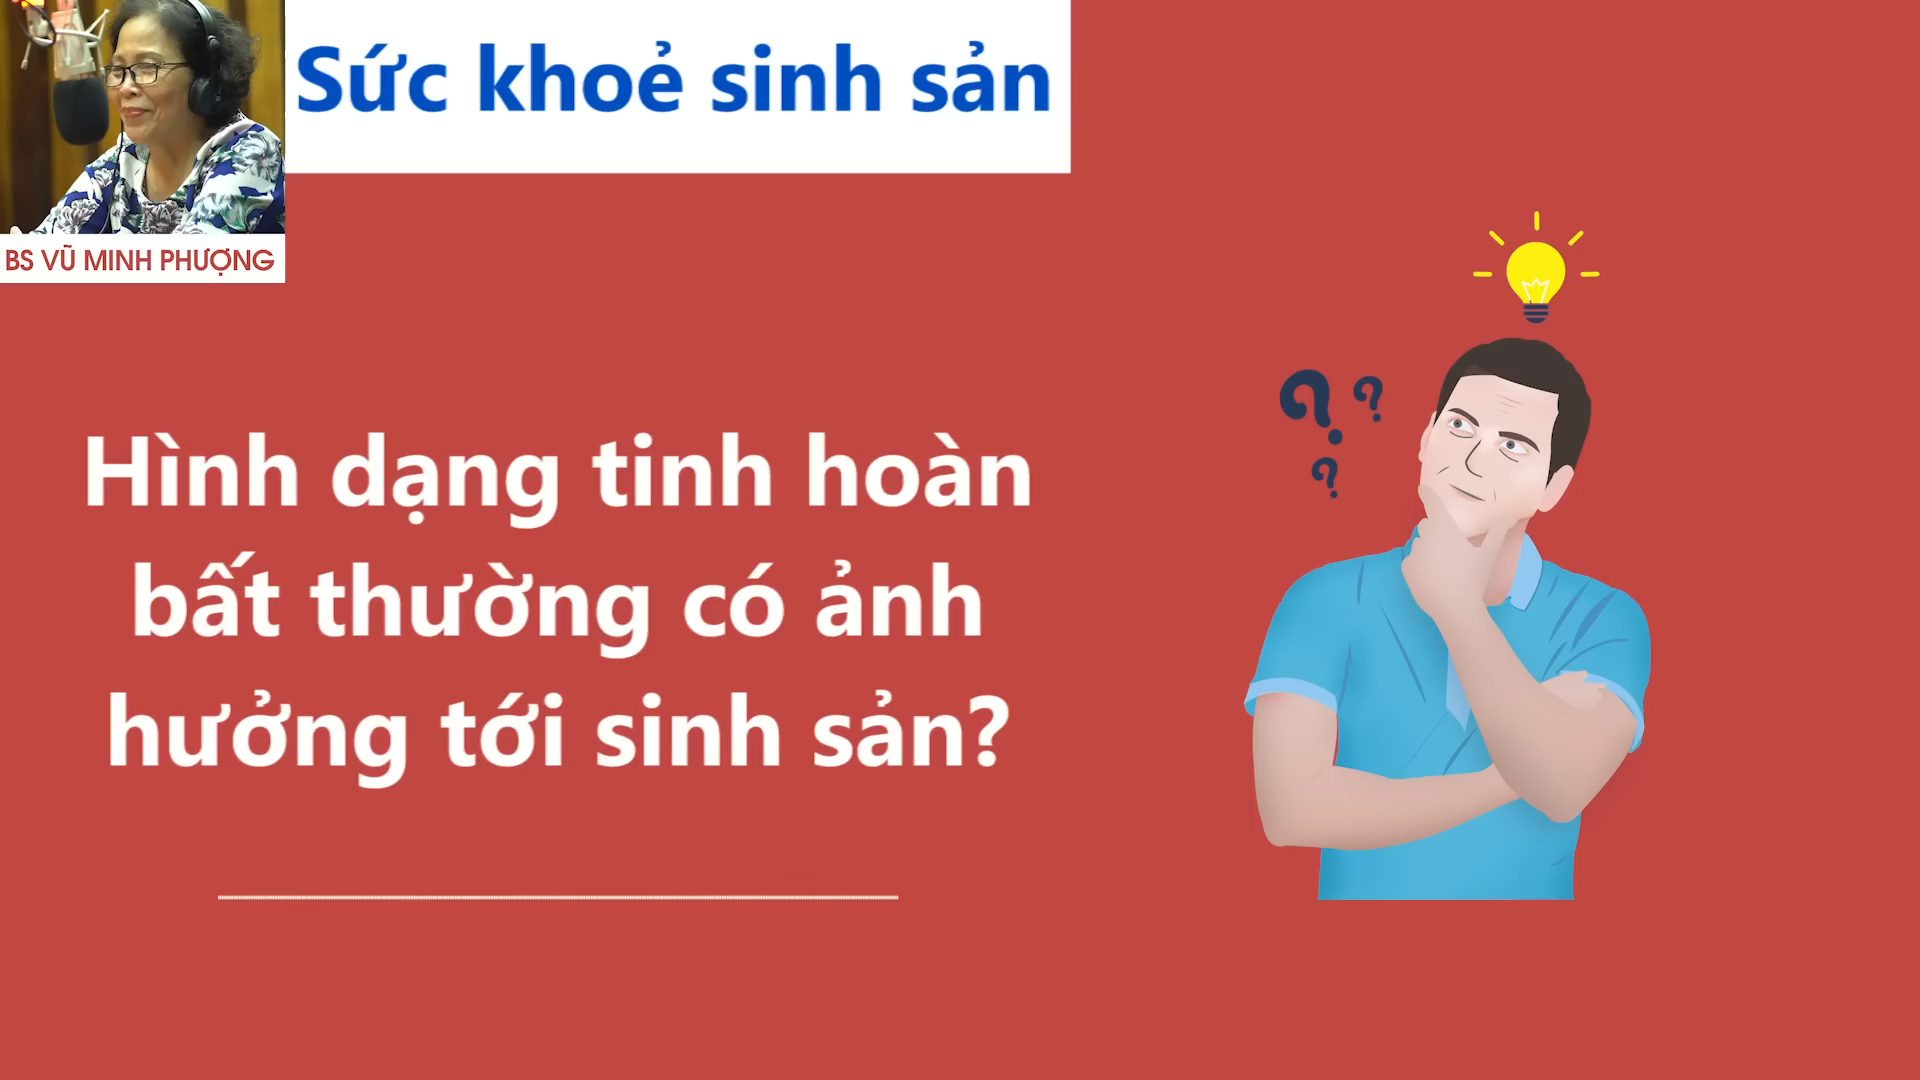 Sức khoẻ sinh sản
BS VŨ MINH PHƯỢNG
Hình dạng tinh hoàn
bất thường có ảnh
hưởng tới sinh sản?